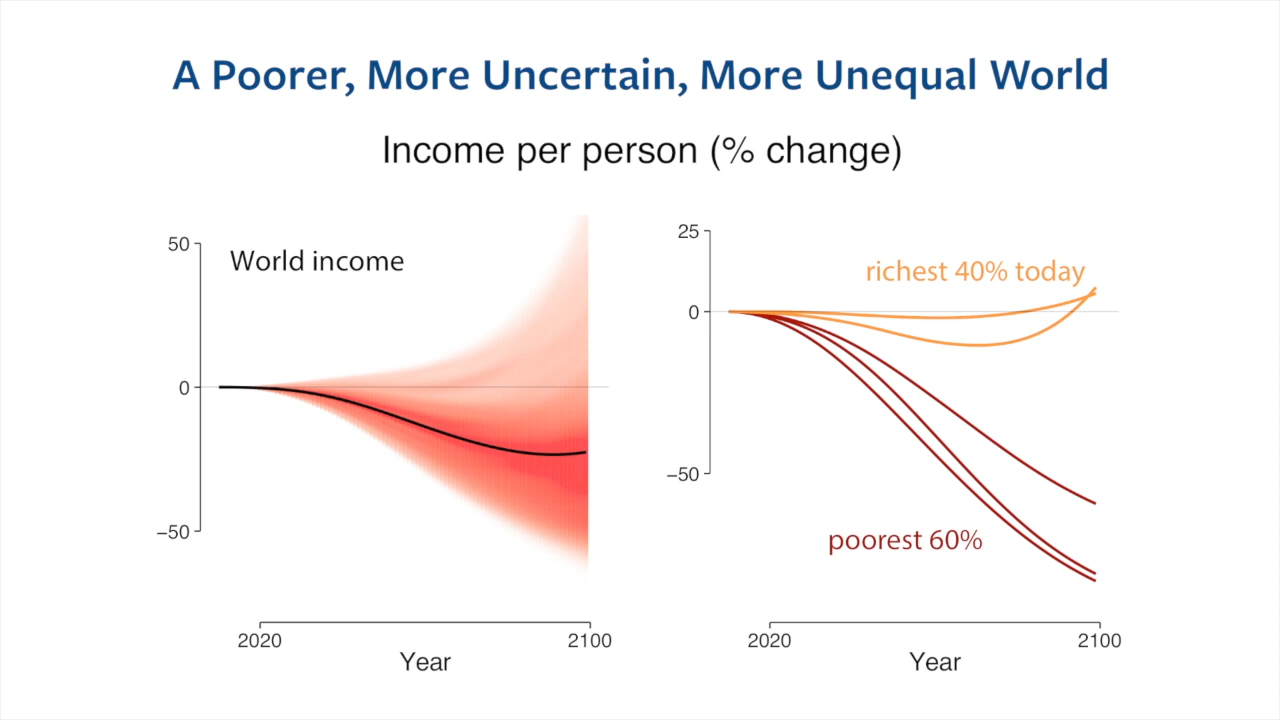 A Poorer, More Uncertain, More Unequal World
Income per person (% change)
50
World income
0
−50
2020
2100
Year
25
richest 40% today
0
−50
poorest 60%
2020
2100
Year